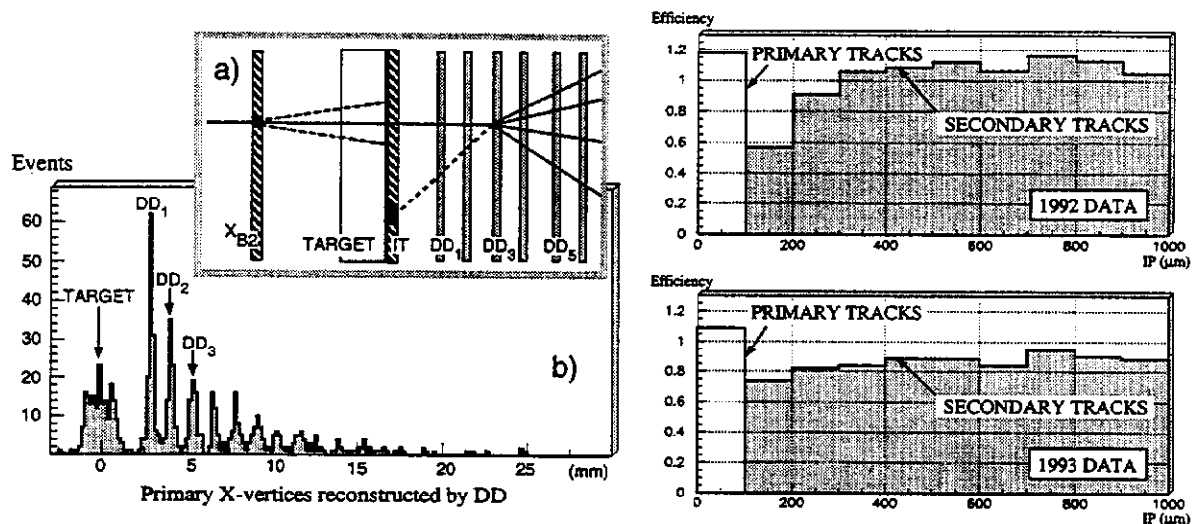 a)
X_B2
TARGET
IT
DD_1
DD_3
DD_5
Events
60
50
40
30
20
10
TARGET
DD_1
DD_2
DD_3
b)
0
5
10
15
20
25
(mm)
Primary X-vertices reconstructed by DD
Efficiency
1.2
1
0.8
0.6
0.4
0.2
0
PRIMARY TRACKS
SECONDARY TRACKS
1992 DATA
0
200
400
600
800
1000
IP (μm)
Efficiency
1.2
1
0.8
0.6
0.4
0.2
0
PRIMARY TRACKS
SECONDARY TRACKS
1993 DATA
0
200
400
600
800
1000
IP (μm)